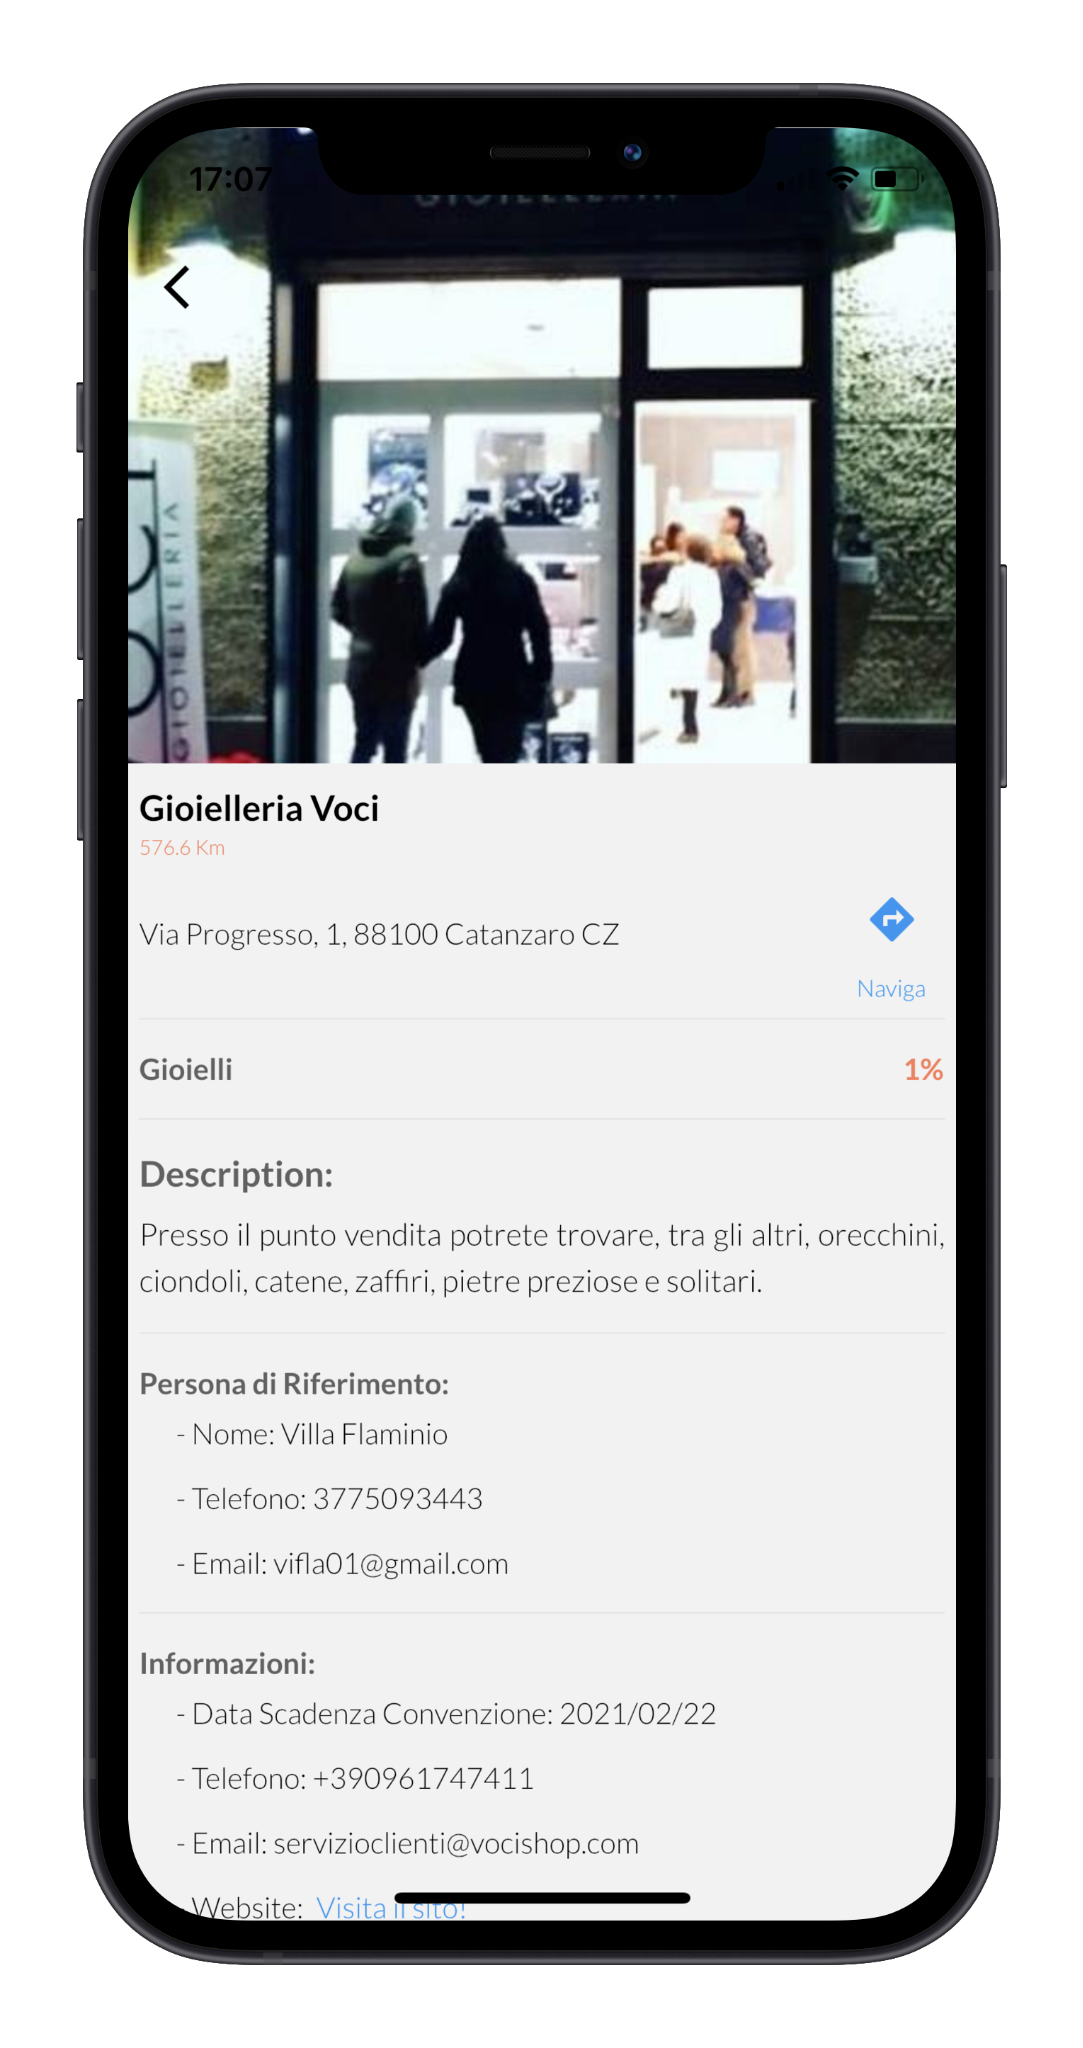 17:07
GIOIELLERIA
GIOIELLERIA
Gioielleria Voci
576.6 Km
Via Progresso, 1, 88100 Catanzaro CZ
Naviga
Gioielli 1%
Description:
Presso il punto vendita potrete trovare, tra gli altri, orecchini,
ciondoli, catene, zaffiri, pietre preziose e solitari.
Persona di Riferimento:
- Nome: Villa Flaminio
- Telefono: 3775093443
- Email: vifla01@gmail.com
Informazioni:
- Data Scadenza Convenzione: 2021/02/22
- Telefono: +390961747411
- Email: servizioclienti@vocishop.com
- Website: Visita il sito!